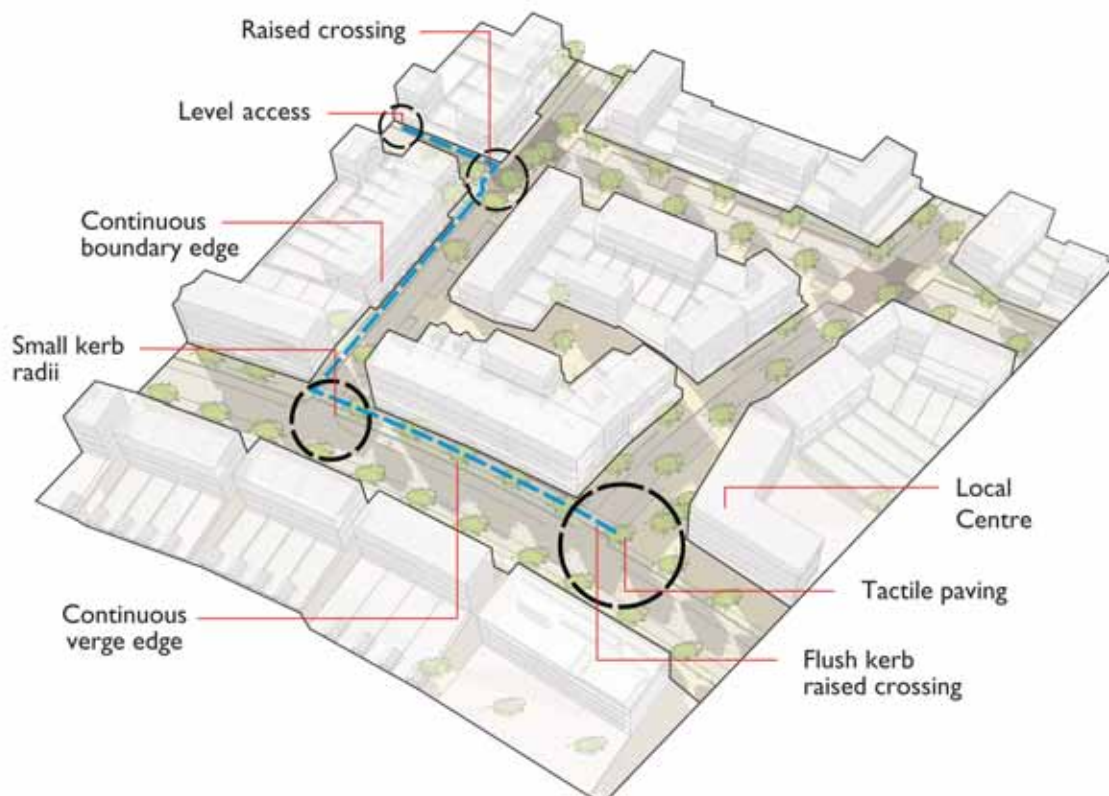 Raised crossing
Level access
Continuous
boundary edge
Small kerb
radii
Local
Centre
Tactile paving
Continuous
verge edge
Flush kerb
raised crossing